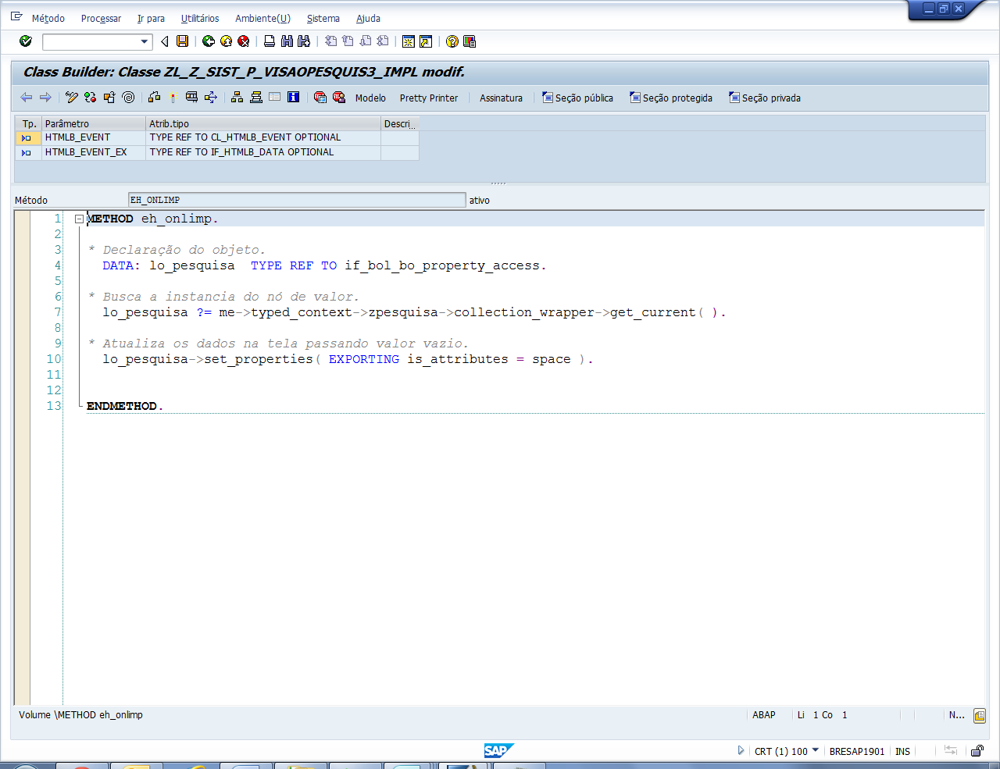 Método Processar Ir para Utilitários Ambiente(U) Sistema Ajuda
Class Builder: Classe ZL_Z_SIST_P_VISAOPESQUIS3_IMPL modif.
Modelo Pretty Printer Assinatura Seção pública Seção protegida Seção privada
Tp. Parâmetro Atrib.tipo Descri...
HTMLB_EVENT TYPE REF TO CL_HTMLB_EVENT OPTIONAL
HTMLB_EVENT_EX TYPE REF TO IF_HTMLB_DATA OPTIONAL
Método EH_ONLIMP ativo
1 METHOD eh_onlimp.
2
3 * Declaração do objeto.
4 DATA: lo_pesquisa TYPE REF TO if_bol_bo_property_access.
5
6 * Busca a instancia do nó de valor.
7 lo_pesquisa ?= me->typed_context->zpesquisa->collection_wrapper->get_current( ).
8
9 * Atualiza os dados na tela passando valor vazio.
10 lo_pesquisa->set_properties( EXPORTING is_attributes = space ).
11
12
13 ENDMETHOD.
Volume \METHOD eh_onlimp ABAP Li 1 Co 1 N...
SAP CRT (1) 100 BRESAP1901 INS